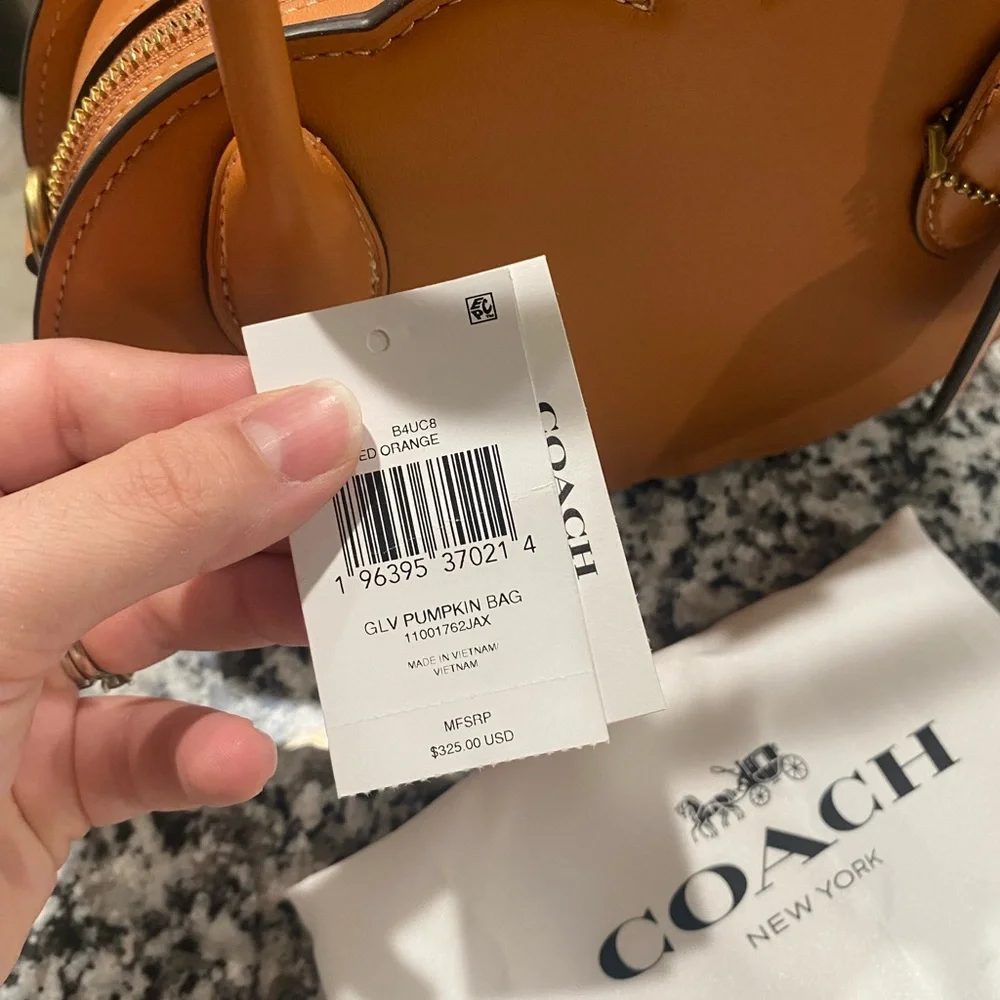 EPC
B4UC8
ED ORANGE
1 96395 37021 4
GLV PUMPKIN BAG
11001762JAX
MADE IN VIETNAM/
VIETNAM
MFSRP
$325.00 USD
COACH
COACH
NEW YORK